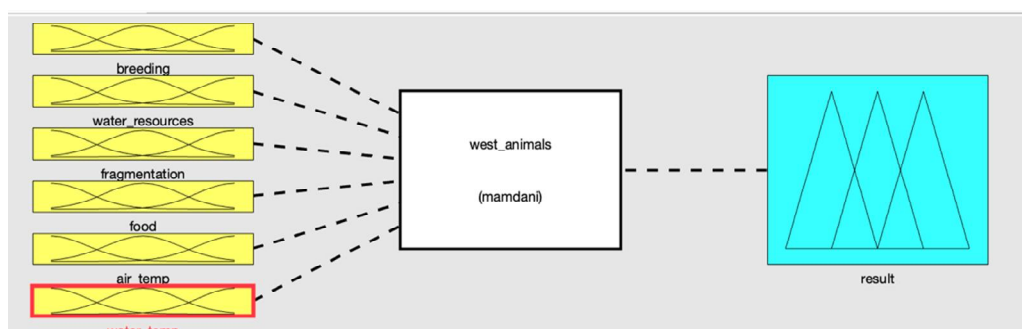 breeding
water_resources
fragmentation
food
air_temp
west_animals
(mamdani)
result